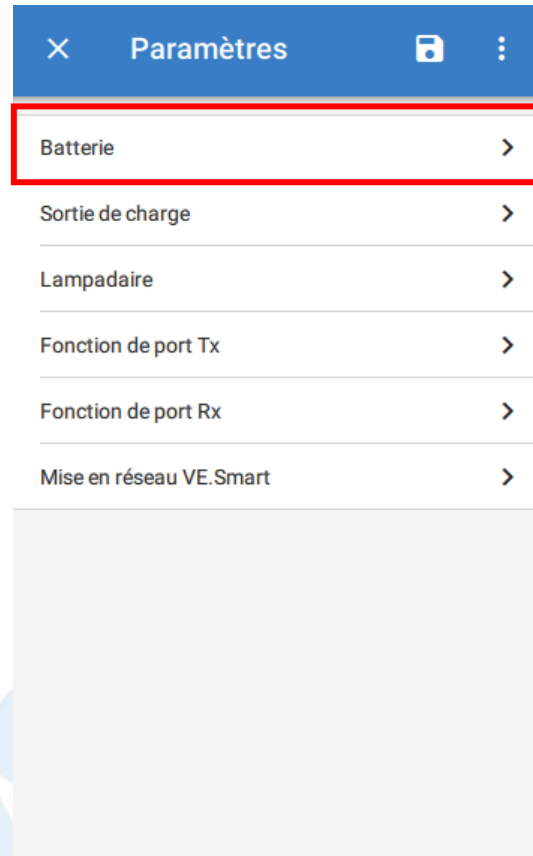 Paramètres
Batterie
Sortie de charge
Lampadaire
Fonction de port Tx
Fonction de port Rx
Mise en réseau VE.Smart